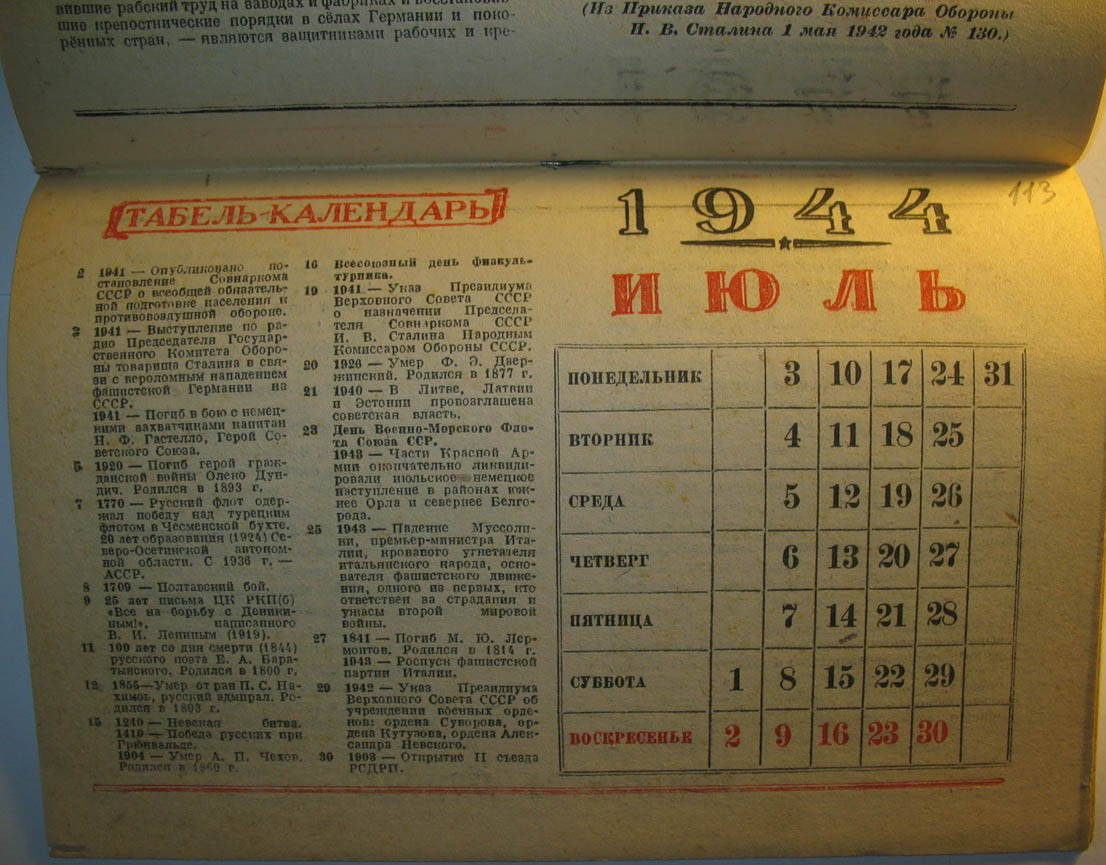 вившие рабский труд на заводах и фабриках и восстановив-
шие крепостнические порядки в сёлах Германии и поко-
рённых стран, — являются защитниками рабочих и кре-
(Из Приказа Народного Комиссара Обороны
И. В. Сталина 1 мая 1942 года № 130.)
ТАБЕЛЬ-КАЛЕНДАРЬ
2 1941 — Опубликовано по-
становление Совнаркома
СССР о всеобщей обязатель-
ной подготовке населения к
противовоздушной обороне.
3 1941 — Выступление по ра-
дио Председателя Государ-
ственного Комитета Оборо-
ны товарища Сталина в свя-
зи с вероломным нападением
фашистской Германии на
СССР.
1941 — Погиб в бою с немец-
кими захватчиками капитан
Н. Ф. Гастелло, Герой Со-
ветского Союза.
5 1920 — Погиб герой граж-
данской войны Олеко Дун-
дич. Родился в 1893 г.
7 1770 — Русский флот одер-
жал победу над турецким
флотом в Чесменской бухте.
20 лет образования (1924) Се-
веро-Осетинской автоном-
ной области. С 1936 г. —
АССР.
8 1709 — Полтавский бой.
9 25 лет письма ЦК РКП(б)
«Все на борьбу с Деники-
ным!», написанного
В. И. Лениным (1919).
11 100 лет со дня смерти (1844)
русского поэта Е. А. Бара-
тынского. Родился в 1800 г.
12 1855—Умер от ран П. С. На-
химов, русский адмирал. Ро-
дился в 1803 г.
15 1240 — Невская битва.
1410 — Победа русских при
Грюнвальде.
1904 — Умер А. П. Чехов.
Родился в 1860 г.
16 Всесоюзный день физкуль-
турника.
19 1941 — Указ Президиума
Верховного Совета СССР
о назначении Председа-
теля Совнаркома СССР
И. В. Сталина Народным
Комиссаром Обороны СССР.
20 1926 — Умер Ф. Э. Дзер-
жинский. Родился в 1877 г.
21 1940 — В Литве, Латвии
и Эстонии провозглашена
советская власть.
23 День Военно-Морского Фло-
та Союза ССР.
1943 — Части Красной Ар-
мии окончательно ликвиди-
ровали июльское немецкое
наступление в районах юж-
нее Орла и севернее Белго-
рода.
25 1943 — Падение Муссоли-
ни, премьер-министра Ита-
лии, кровавого угнетателя
итальянского народа, осно-
вателя фашистского движе-
ния, одного из первых, кто
ответствен за страдания и
ужасы второй мировой
войны.
27 1841 — Погиб М. Ю. Лер-
монтов. Родился в 1814 г.
1943 — Роспуск фашистской
партии Италии.
29 1942 — Указ Президиума
Верховного Совета СССР об
учреждении военных орде-
нов: ордена Суворова, ор-
дена Кутузова, ордена Алек-
сандра Невского.
30 1903 — Открытие II съезда
РСДРП.
113
1944
ИЮЛЬ
ПОНЕДЕЛЬНИК 3 10 17 24 31
ВТОРНИК 4 11 18 25
СРЕДА 5 12 19 26
ЧЕТВЕРГ 6 13 20 27
ПЯТНИЦА 7 14 21 28
СУББОТА 1 8 15 22 29
ВОСКРЕСЕНЬЕ 2 9 16 23 30